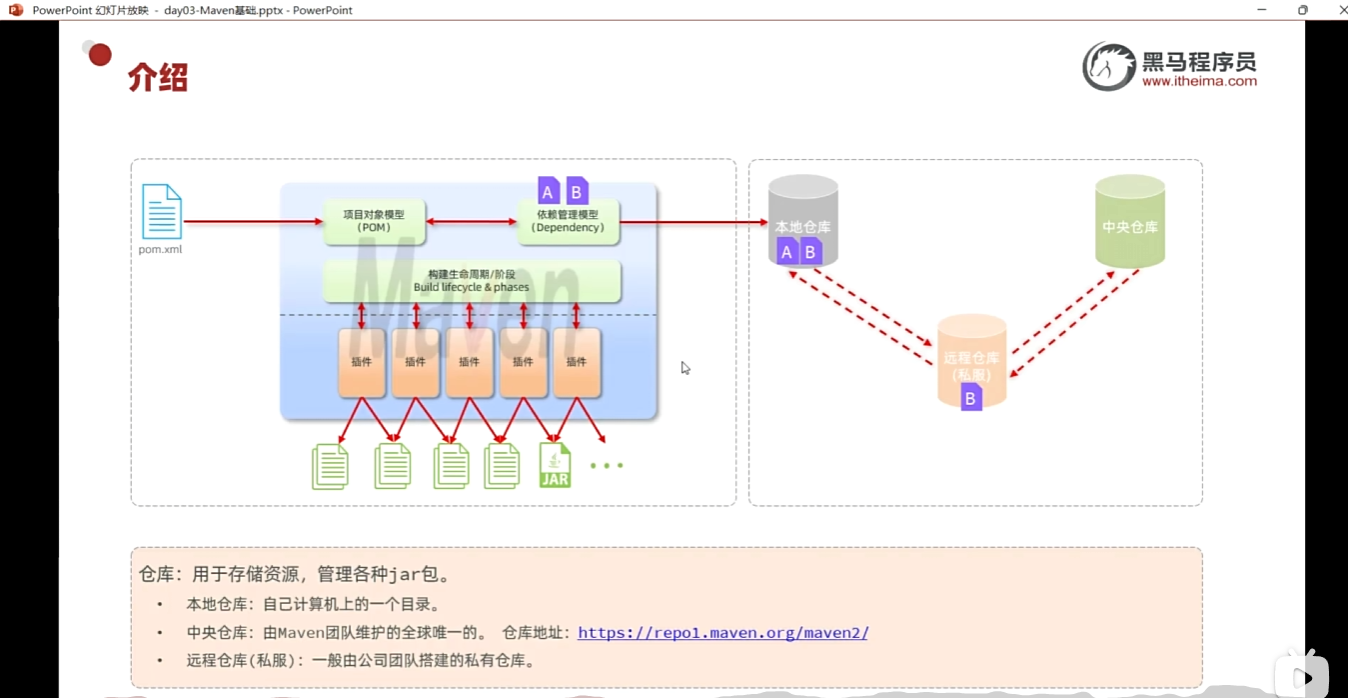 PowerPoint 幻灯片放映 - day03-Maven基础.pptx - PowerPoint
介绍
黑马程序员
www.itheima.com
pom.xml
项目对象模型
(POM)
A B
依赖管理模型
(Dependency)
构建生命周期/阶段
Build lifecycle & phases
Maven
插件 插件 插件 插件 插件
JAR
本地仓库
A B
中央仓库
远程仓库
(私服)
B
仓库：用于存储资源，管理各种jar包。
• 本地仓库：自己计算机上的一个目录。
• 中央仓库：由Maven团队维护的全球唯一的。 仓库地址：https://repo1.maven.org/maven2/
• 远程仓库(私服)：一般由公司团队搭建的私有仓库。